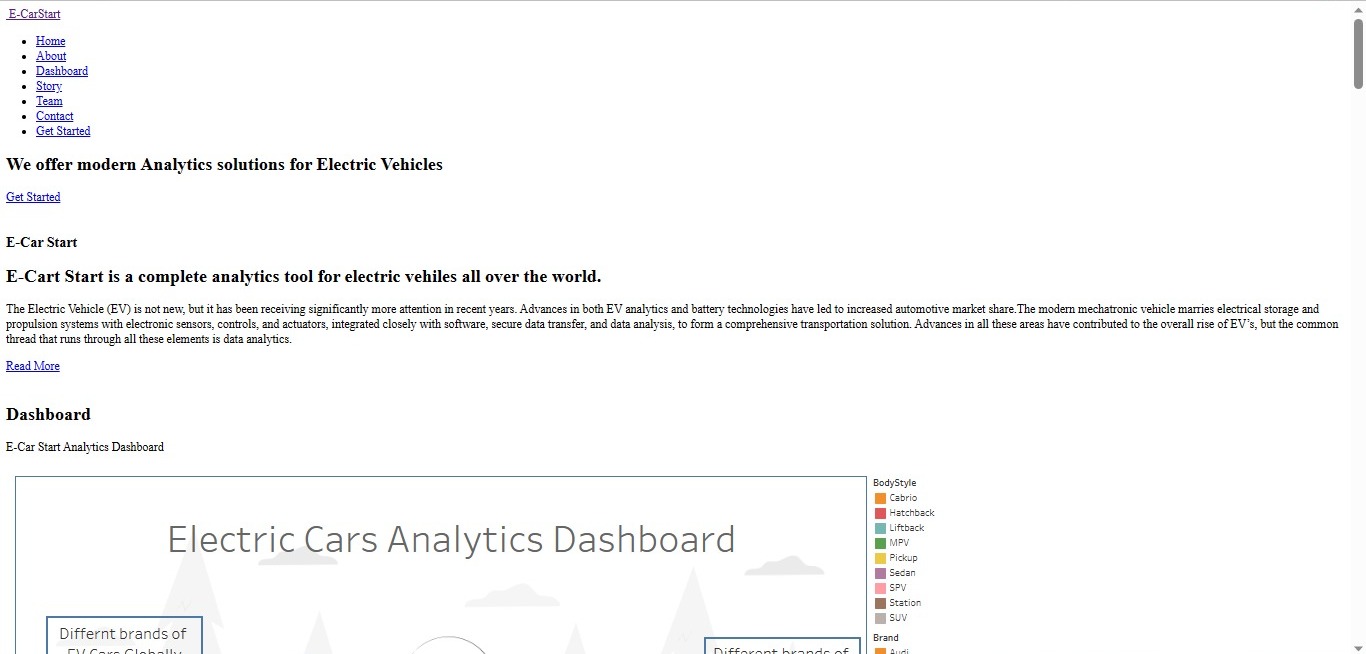 E-CarStart
Home
About
Dashboard
Story
Team
Contact
Get Started
We offer modern Analytics solutions for Electric Vehicles
Get Started
E-Car Start
E-Cart Start is a complete analytics tool for electric vehiles all over the world.
The Electric Vehicle (EV) is not new, but it has been receiving significantly more attention in recent years. Advances in both EV analytics and battery technologies have led to increased automotive market share.The modern mechatronic vehicle marries electrical storage and
propulsion systems with electronic sensors, controls, and actuators, integrated closely with software, secure data transfer, and data analysis, to form a comprehensive transportation solution. Advances in all these areas have contributed to the overall rise of EV’s, but the common
thread that runs through all these elements is data analytics.
Read More
Dashboard
E-Car Start Analytics Dashboard
Electric Cars Analytics Dashboard
Differnt brands of
EV Cars Globally
Different brands of
BodyStyle
Cabrio
Hatchback
Liftback
MPV
Pickup
Sedan
SPV
Station
SUV
Brand
Audi